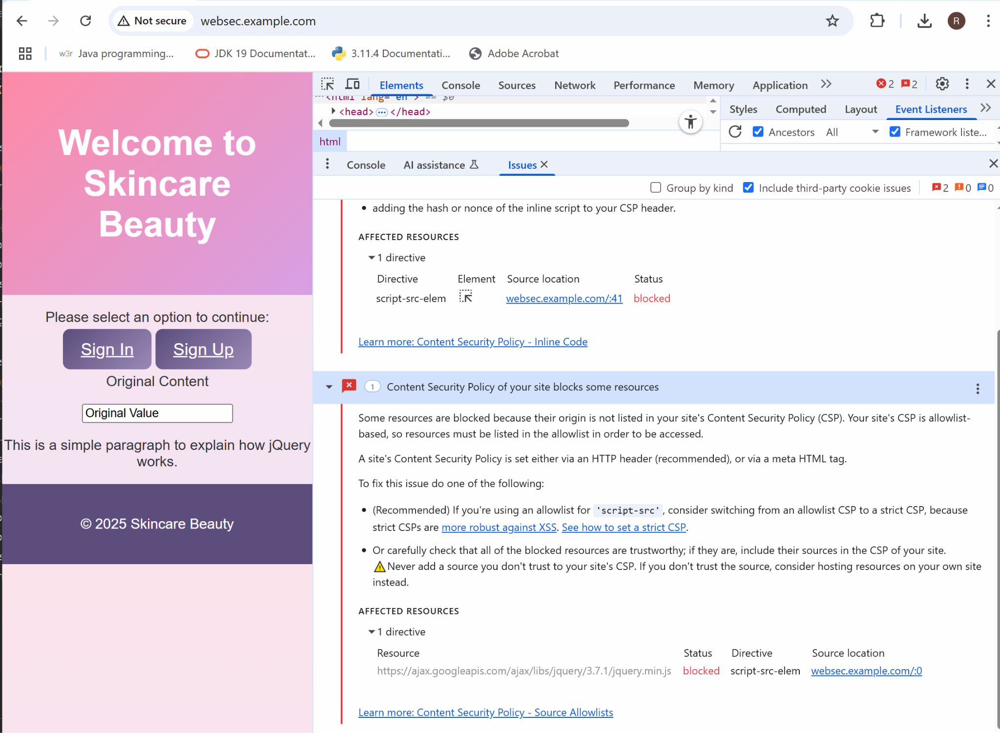 Not secure websec.example.com R
w3r Java programming... JDK 19 Documentat... 3.11.4 Documentati... Adobe Acrobat
Welcome to
Skincare
Beauty
Please select an option to continue:
Sign In Sign Up
Original Content
Original Value
This is a simple paragraph to explain how jQuery
works.
© 2025 Skincare Beauty
Elements Console Sources Network Performance Memory Application 2 2
<html lang="en"> == $0
<head> ... </head>
html
Styles Computed Layout Event Listeners
Ancestors All Framework liste...
Console AI assistance Issues
Group by kind Include third-party cookie issues 2 0 0
• adding the hash or nonce of the inline script to your CSP header.
AFFECTED RESOURCES
1 directive
Directive Element Source location Status
script-src-elem websec.example.com/:41 blocked
Learn more: Content Security Policy - Inline Code
1 Content Security Policy of your site blocks some resources
Some resources are blocked because their origin is not listed in your site's Content Security Policy (CSP). Your site's CSP is allowlist-
based, so resources must be listed in the allowlist in order to be accessed.
A site's Content Security Policy is set either via an HTTP header (recommended), or via a meta HTML tag.
To fix this issue do one of the following:
• (Recommended) If you're using an allowlist for 'script-src', consider switching from an allowlist CSP to a strict CSP, because
strict CSPs are more robust against XSS. See how to set a strict CSP.
• Or carefully check that all of the blocked resources are trustworthy; if they are, include their sources in the CSP of your site.
⚠Never add a source you don't trust to your site's CSP. If you don't trust the source, consider hosting resources on your own site
instead.
AFFECTED RESOURCES
1 directive
Resource Status Directive Source location
https://ajax.googleapis.com/ajax/libs/jquery/3.7.1/jquery.min.js blocked script-src-elem websec.example.com/:0
Learn more: Content Security Policy - Source Allowlists